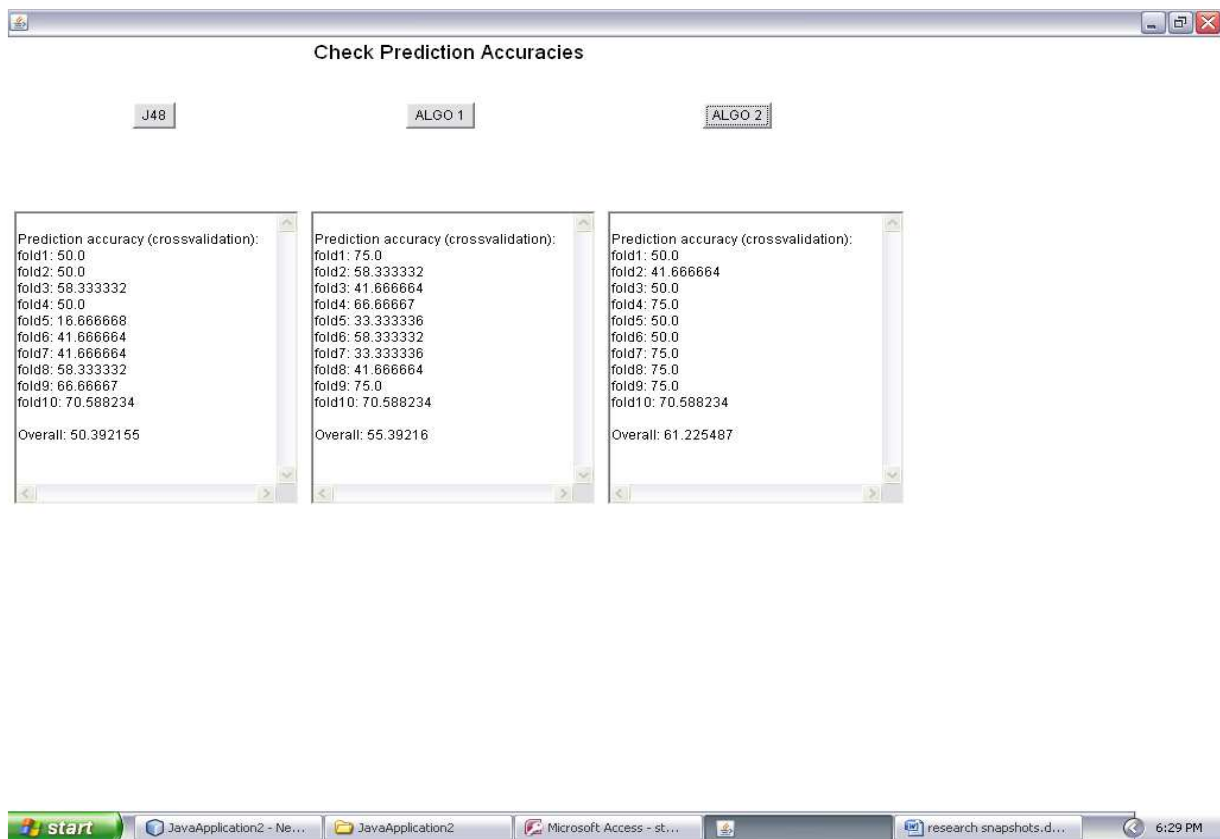 Check Prediction Accuracies
J48
ALGO 1
ALGO 2
Prediction accuracy (crossvalidation):
fold1: 50.0
fold2: 50.0
fold3: 58.333332
fold4: 50.0
fold5: 16.666668
fold6: 41.666664
fold7: 41.666664
fold8: 58.333332
fold9: 66.66667
fold10: 70.588234
Overall: 50.392155
Prediction accuracy (crossvalidation):
fold1: 75.0
fold2: 58.333332
fold3: 41.666664
fold4: 66.66667
fold5: 33.333336
fold6: 58.333332
fold7: 33.333336
fold8: 41.666664
fold9: 75.0
fold10: 70.588234
Overall: 55.39216
Prediction accuracy (crossvalidation):
fold1: 50.0
fold2: 41.666664
fold3: 50.0
fold4: 75.0
fold5: 50.0
fold6: 50.0
fold7: 75.0
fold8: 75.0
fold9: 75.0
fold10: 70.588234
Overall: 61.225487
start
JavaApplication2 - Ne...
JavaApplication2
Microsoft Access - st...
research snapshots.d...
6:29 PM